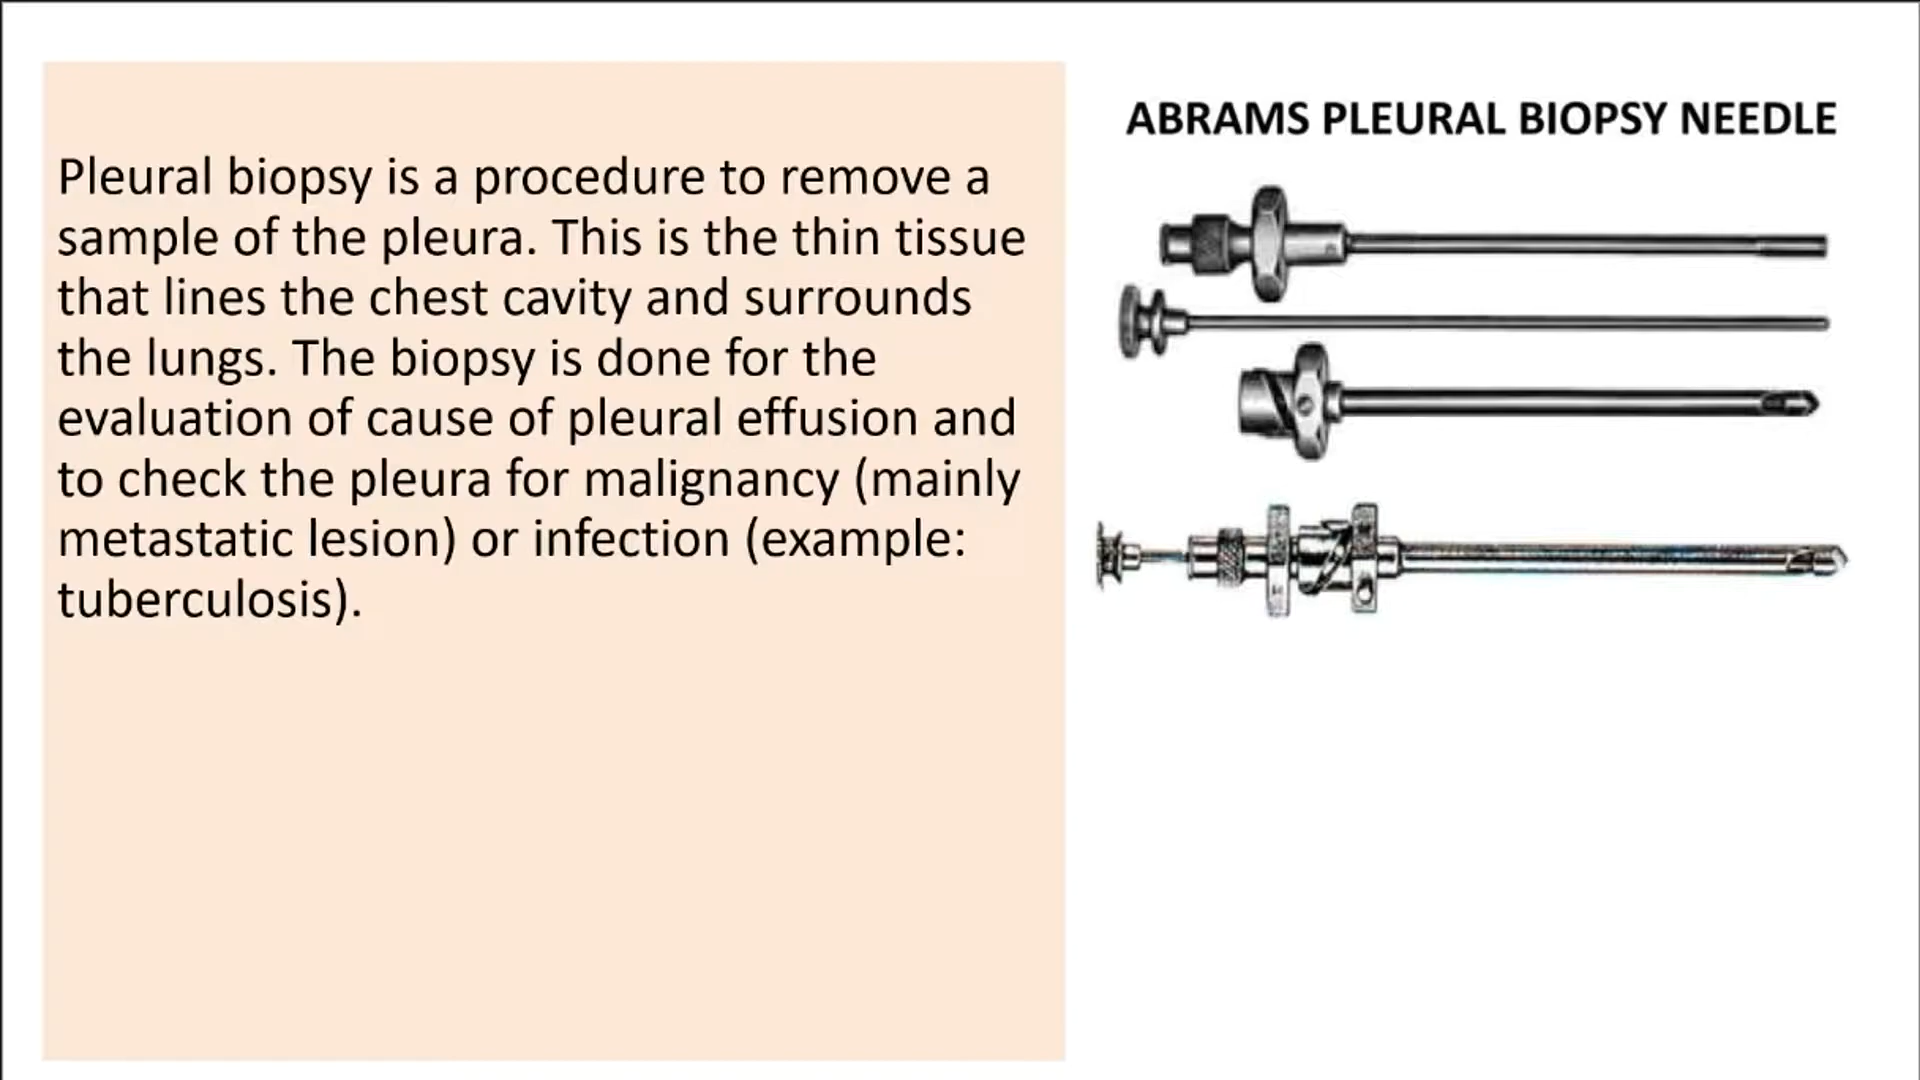 ABRAMS PLEURAL BIOPSY NEEDLE
Pleural biopsy is a procedure to remove a
sample of the pleura. This is the thin tissue
that lines the chest cavity and surrounds
the lungs. The biopsy is done for the
evaluation of cause of pleural effusion and
to check the pleura for malignancy (mainly
metastatic lesion) or infection (example:
tuberculosis).